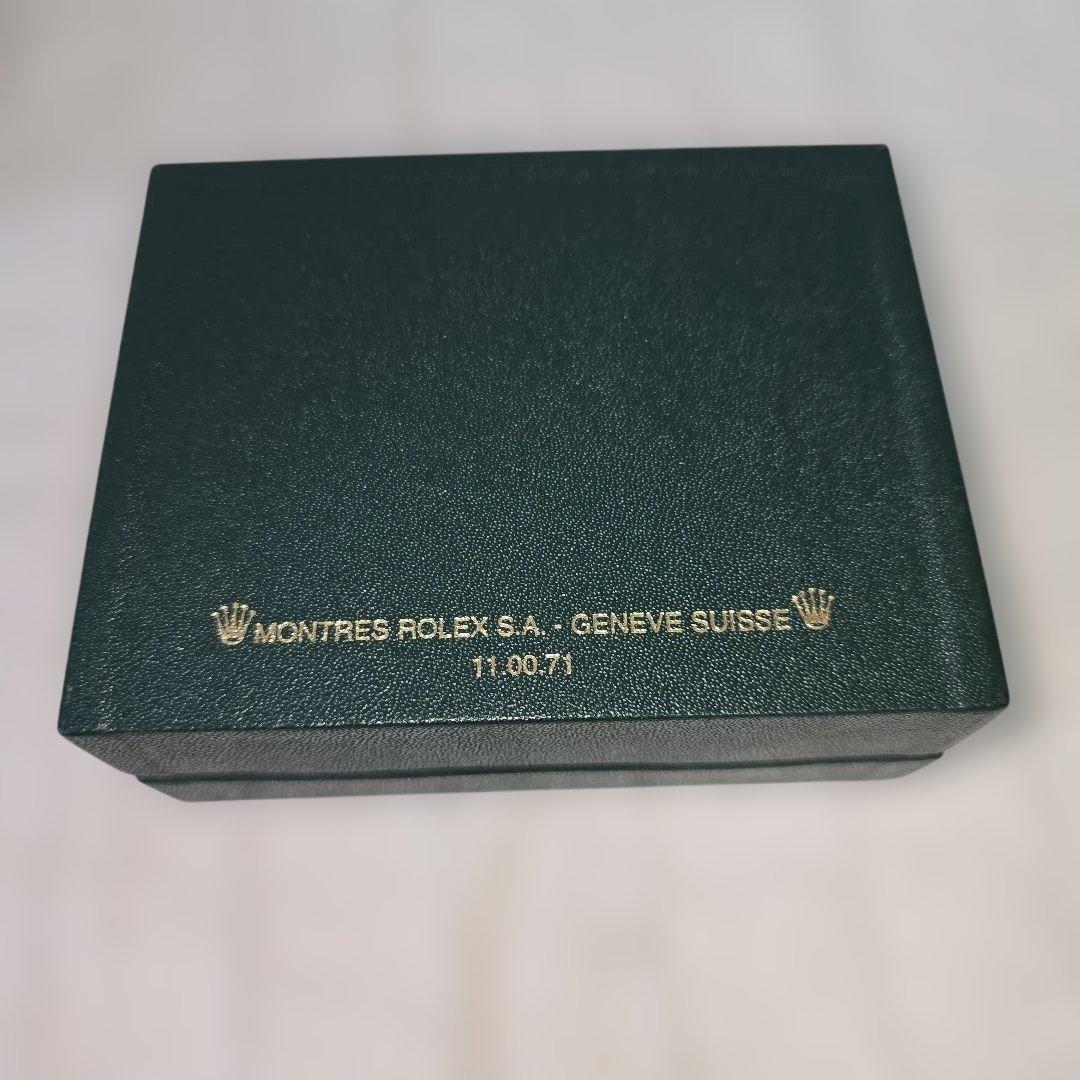 MONTRES ROLEX S.A. - GENEVE SUISSE
11.00.71